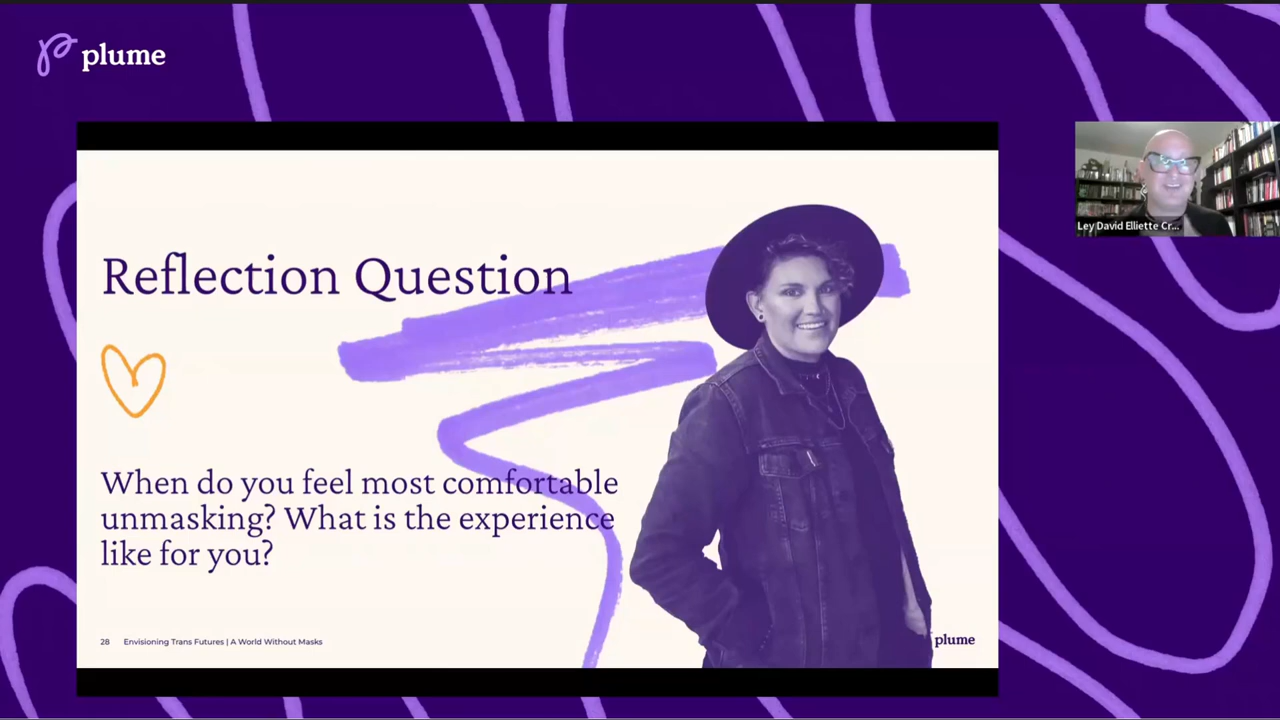 plume
Reflection Question
When do you feel most comfortable
unmasking? What is the experience
like for you?
28 Envisioning Trans Futures | A World Without Masks
plume
Ley David Elliette Cr...